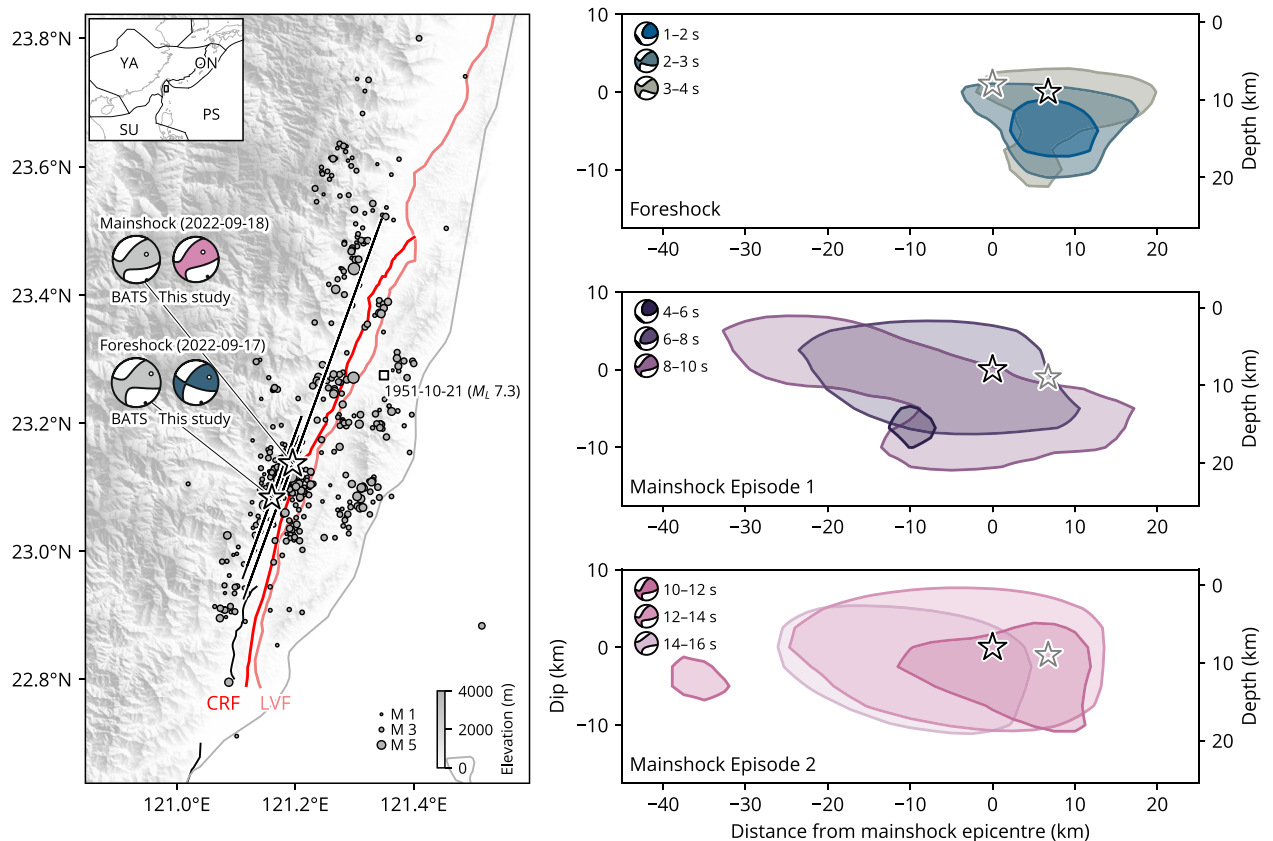 23.8°N
23.6°N
23.4°N
23.2°N
23.0°N
22.8°N
121.0°E
121.2°E
121.4°E
YA
ON
SU
PS
Mainshock (2022-09-18)
BATS
This study
Foreshock (2022-09-17)
BATS
This study
1951-10-21 (ML 7.3)
CRF
LVF
M 1
M 3
M 5
4000
2000
0
Elevation (m)
10
0
−10
1–2 s
2–3 s
3–4 s
Foreshock
0
10
20
Depth (km)
−40
−30
−20
−10
0
10
20
10
0
−10
4–6 s
6–8 s
8–10 s
Mainshock Episode 1
0
10
20
Depth (km)
−40
−30
−20
−10
0
10
20
10
0
−10
Dip (km)
10–12 s
12–14 s
14–16 s
Mainshock Episode 2
0
10
20
Depth (km)
−40
−30
−20
−10
0
10
20
Distance from mainshock epicentre (km)